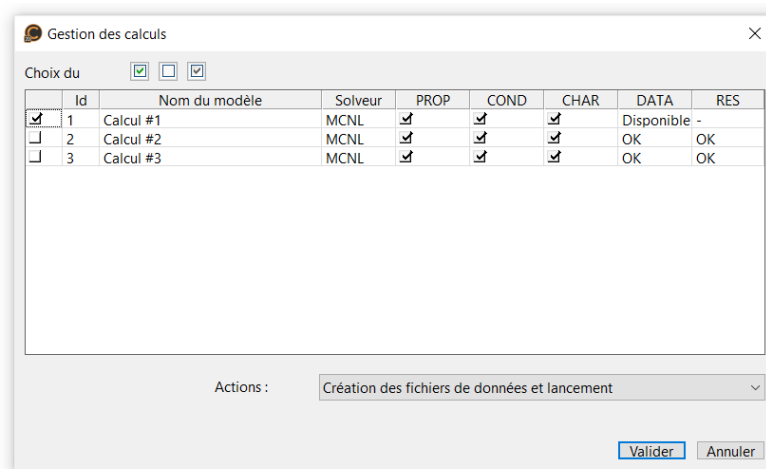 Gestion des calculs
Choix du
Id Nom du modèle Solveur PROP COND CHAR DATA RES
1 Calcul #1 MCNL Disponible -
2 Calcul #2 MCNL OK OK
3 Calcul #3 MCNL OK OK
Actions : Création des fichiers de données et lancement
Valider Annuler